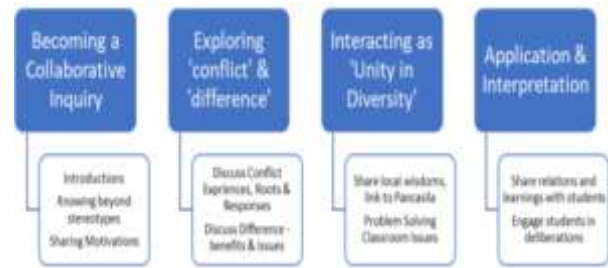 Becoming a
Collaborative
Inquiry
Introductions
Knowing beyond
stereotypes
Sharing Motivations
Exploring
'conflict' &
'difference'
Discuss Conflict
Expriences, Roots &
Responses
Discuss Difference -
benefits & issues
Interacting as
'Unity in
Diversity'
Share local wisdoms,
link to Pancasila
Problem Solving
Classroom Issues
Application &
Interpretation
Share relations and
learnings with students
Engage students in
deliberations